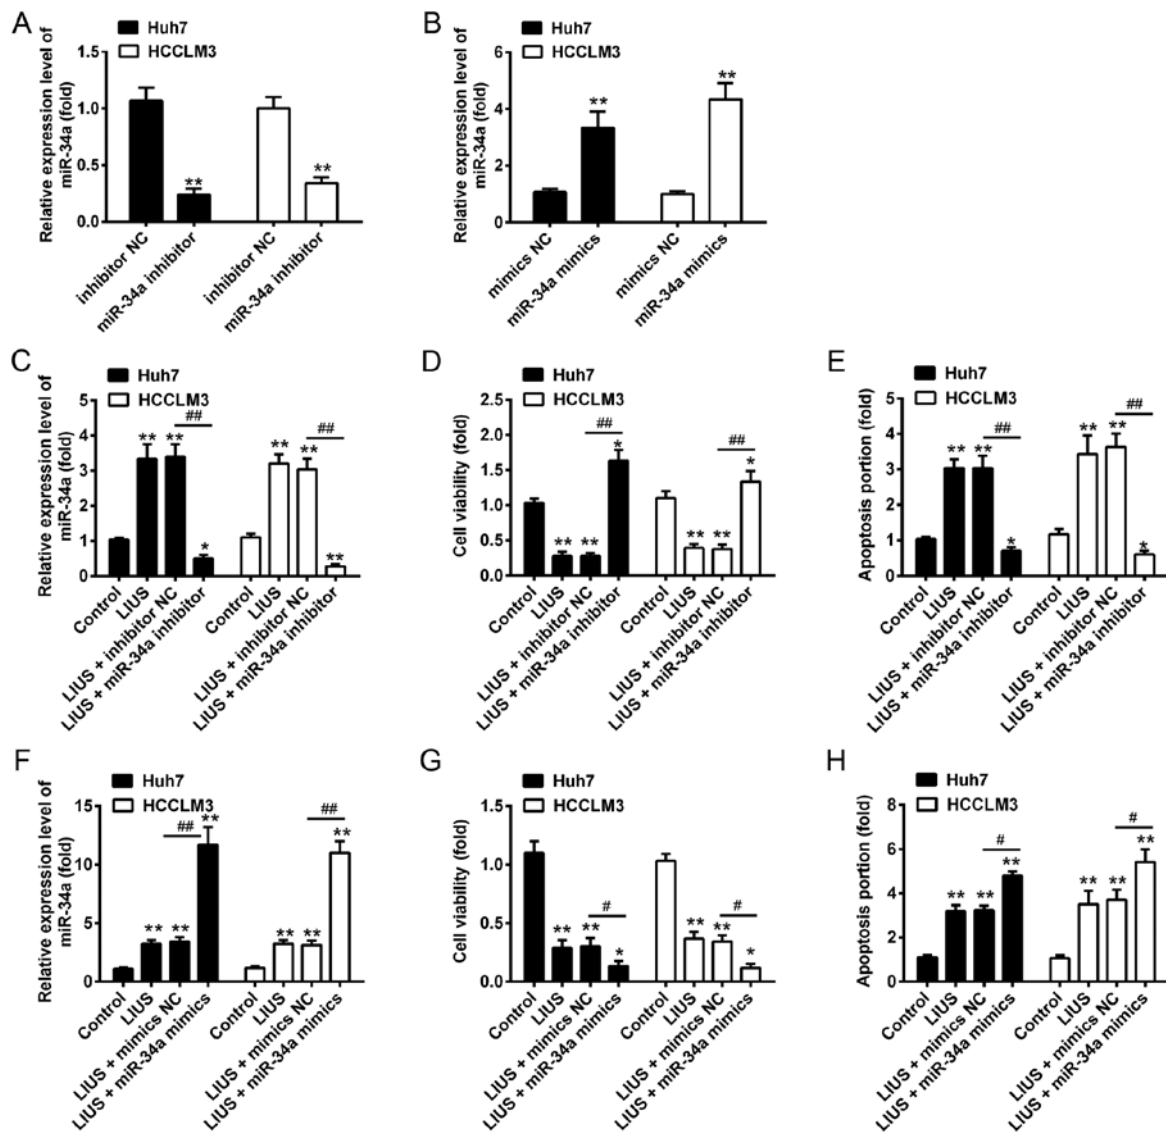 A
Huh7
HCCLM3
Relative expression level of
miR-34a (fold)
1.5
1.0
0.5
0.0
**
**
inhibitor NC
miR-34a inhibitor
inhibitor NC
miR-34a inhibitor
B
Huh7
HCCLM3
Relative expression level of
miR-34a (fold)
6
4
2
0
**
**
mimics NC
miR-34a mimics
mimics NC
miR-34a mimics
C
Huh7
HCCLM3
Relative expression level of
miR-34a (fold)
5
4
3
2
1
0
**
**
##
*
**
**
##
**
Control
LIUS
LIUS + inhibitor NC
LIUS + miR-34a inhibitor
Control
LIUS
LIUS + inhibitor NC
LIUS + miR-34a inhibitor
D
Huh7
HCCLM3
Cell viability (fold)
2.5
2.0
1.5
1.0
0.5
0.0
**
**
##
*
**
**
##
*
Control
LIUS
LIUS + inhibitor NC
LIUS + miR-34a inhibitor
Control
LIUS
LIUS + inhibitor NC
LIUS + miR-34a inhibitor
E
Huh7
HCCLM3
Apoptosis portion (fold)
5
4
3
2
1
0
**
**
##
*
**
**
##
*
Control
LIUS
LIUS + inhibitor NC
LIUS + miR-34a inhibitor
Control
LIUS
LIUS + inhibitor NC
LIUS + miR-34a inhibitor
F
Huh7
HCCLM3
Relative expression level of
miR-34a (fold)
15
10
5
0
**
**
##
**
**
**
##
**
Control
LIUS
LIUS + mimics NC
LIUS + miR-34a mimics
Control
LIUS
LIUS + mimics NC
LIUS + miR-34a mimics
G
Huh7
HCCLM3
Cell viability (fold)
1.5
1.0
0.5
0.0
**
**
#
*
**
**
#
*
Control
LIUS
LIUS + mimics NC
LIUS + miR-34a mimics
Control
LIUS
LIUS + mimics NC
LIUS + miR-34a mimics
H
Huh7
HCCLM3
Apoptosis portion (fold)
8
6
4
2
0
**
**
#
**
**
**
#
**
Control
LIUS
LIUS + mimics NC
LIUS + miR-34a mimics
Control
LIUS
LIUS + mimics NC
LIUS + miR-34a mimics